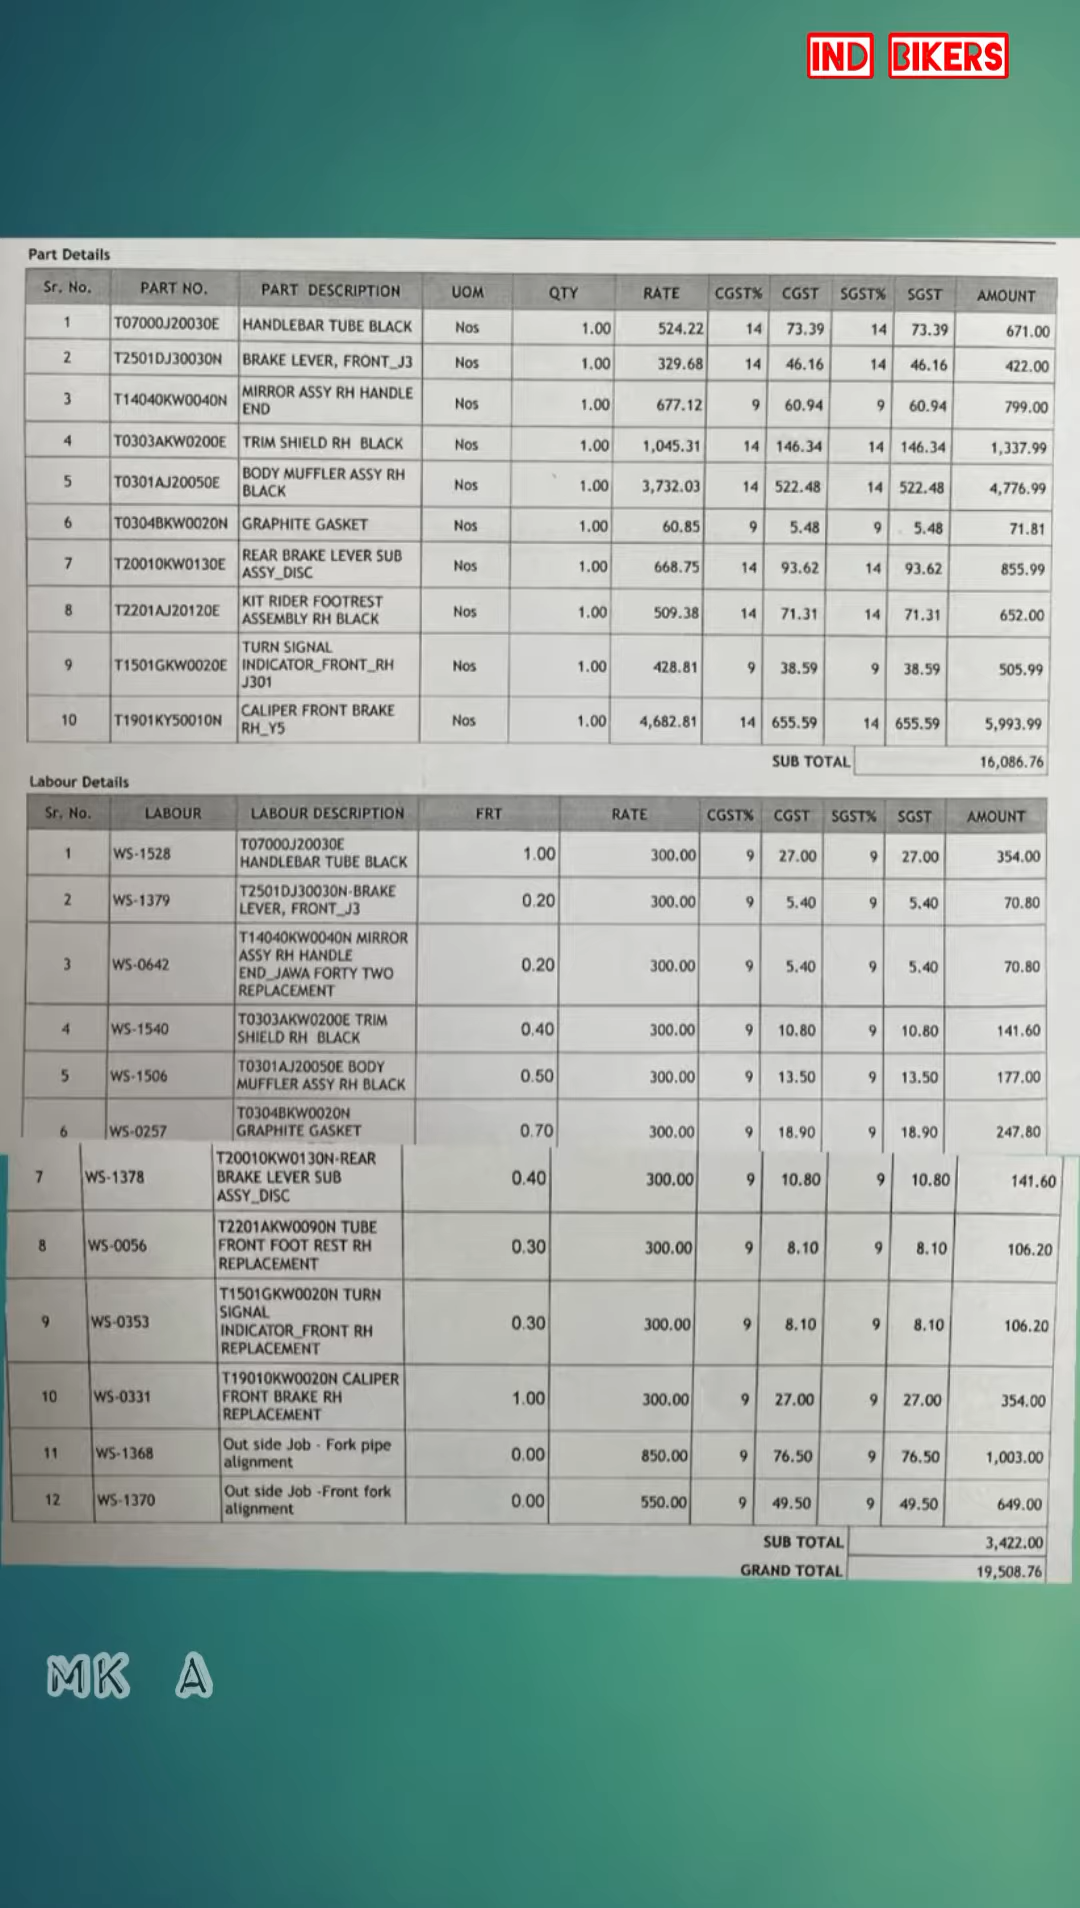 IND BIKERS
Part Details
Sr. No. PART NO. PART DESCRIPTION UOM QTY RATE CGST% CGST SGST% SGST AMOUNT
1 T07000J20030E HANDLEBAR TUBE BLACK Nos 1.00 524.22 14 73.39 14 73.39 671.00
2 T2501DJ30030N BRAKE LEVER, FRONT_J3 Nos 1.00 329.68 14 46.16 14 46.16 422.00
3 T14040KW0040N MIRROR ASSY RH HANDLE
END Nos 1.00 677.12 9 60.94 9 60.94 799.00
4 T0303AKW0200E TRIM SHIELD RH BLACK Nos 1.00 1,045.31 14 146.34 14 146.34 1,337.99
5 T0301AJ20050E BODY MUFFLER ASSY RH
BLACK Nos 1.00 3,732.03 14 522.48 14 522.48 4,776.99
6 T0304BKW0020N GRAPHITE GASKET Nos 1.00 60.85 9 5.48 9 5.48 71.81
7 T20010KW0130E REAR BRAKE LEVER SUB
ASSY_DISC Nos 1.00 668.75 14 93.62 14 93.62 855.99
8 T2201AJ20120E KIT RIDER FOOTREST
ASSEMBLY RH BLACK Nos 1.00 509.38 14 71.31 14 71.31 652.00
9 T1501GKW0020E TURN SIGNAL
INDICATOR_FRONT_RH
J301 Nos 1.00 428.81 9 38.59 9 38.59 505.99
10 T1901KY50010N CALIPER FRONT BRAKE
RH_Y5 Nos 1.00 4,682.81 14 655.59 14 655.59 5,993.99
SUB TOTAL 16,086.76
Labour Details
Sr. No. LABOUR LABOUR DESCRIPTION FRT RATE CGST% CGST SGST% SGST AMOUNT
1 WS-1528 T07000J20030E
HANDLEBAR TUBE BLACK 1.00 300.00 9 27.00 9 27.00 354.00
2 WS-1379 T2501DJ30030N-BRAKE
LEVER, FRONT_J3 0.20 300.00 9 5.40 9 5.40 70.80
3 WS-0642 T14040KW0040N MIRROR
ASSY RH HANDLE
END_JAWA FORTY TWO
REPLACEMENT 0.20 300.00 9 5.40 9 5.40 70.80
4 WS-1540 T0303AKW0200E TRIM
SHIELD RH BLACK 0.40 300.00 9 10.80 9 10.80 141.60
5 WS-1506 T0301AJ20050E BODY
MUFFLER ASSY RH BLACK 0.50 300.00 9 13.50 9 13.50 177.00
6 WS-0257 T0304BKW0020N
GRAPHITE GASKET 0.70 300.00 9 18.90 9 18.90 247.80
7 WS-1378 T20010KW0130N-REAR
BRAKE LEVER SUB
ASSY_DISC 0.40 300.00 9 10.80 9 10.80 141.60
8 WS-0056 T2201AKW0090N TUBE
FRONT FOOT REST RH
REPLACEMENT 0.30 300.00 9 8.10 9 8.10 106.20
9 WS-0353 T1501GKW0020N TURN
SIGNAL
INDICATOR_FRONT RH
REPLACEMENT 0.30 300.00 9 8.10 9 8.10 106.20
10 WS-0331 T19010KW0020N CALIPER
FRONT BRAKE RH
REPLACEMENT 1.00 300.00 9 27.00 9 27.00 354.00
11 WS-1368 Out side Job - Fork pipe
alignment 0.00 850.00 9 76.50 9 76.50 1,003.00
12 WS-1370 Out side Job -Front fork
alignment 0.00 550.00 9 49.50 9 49.50 649.00
SUB TOTAL 3,422.00
GRAND TOTAL 19,508.76
MK A